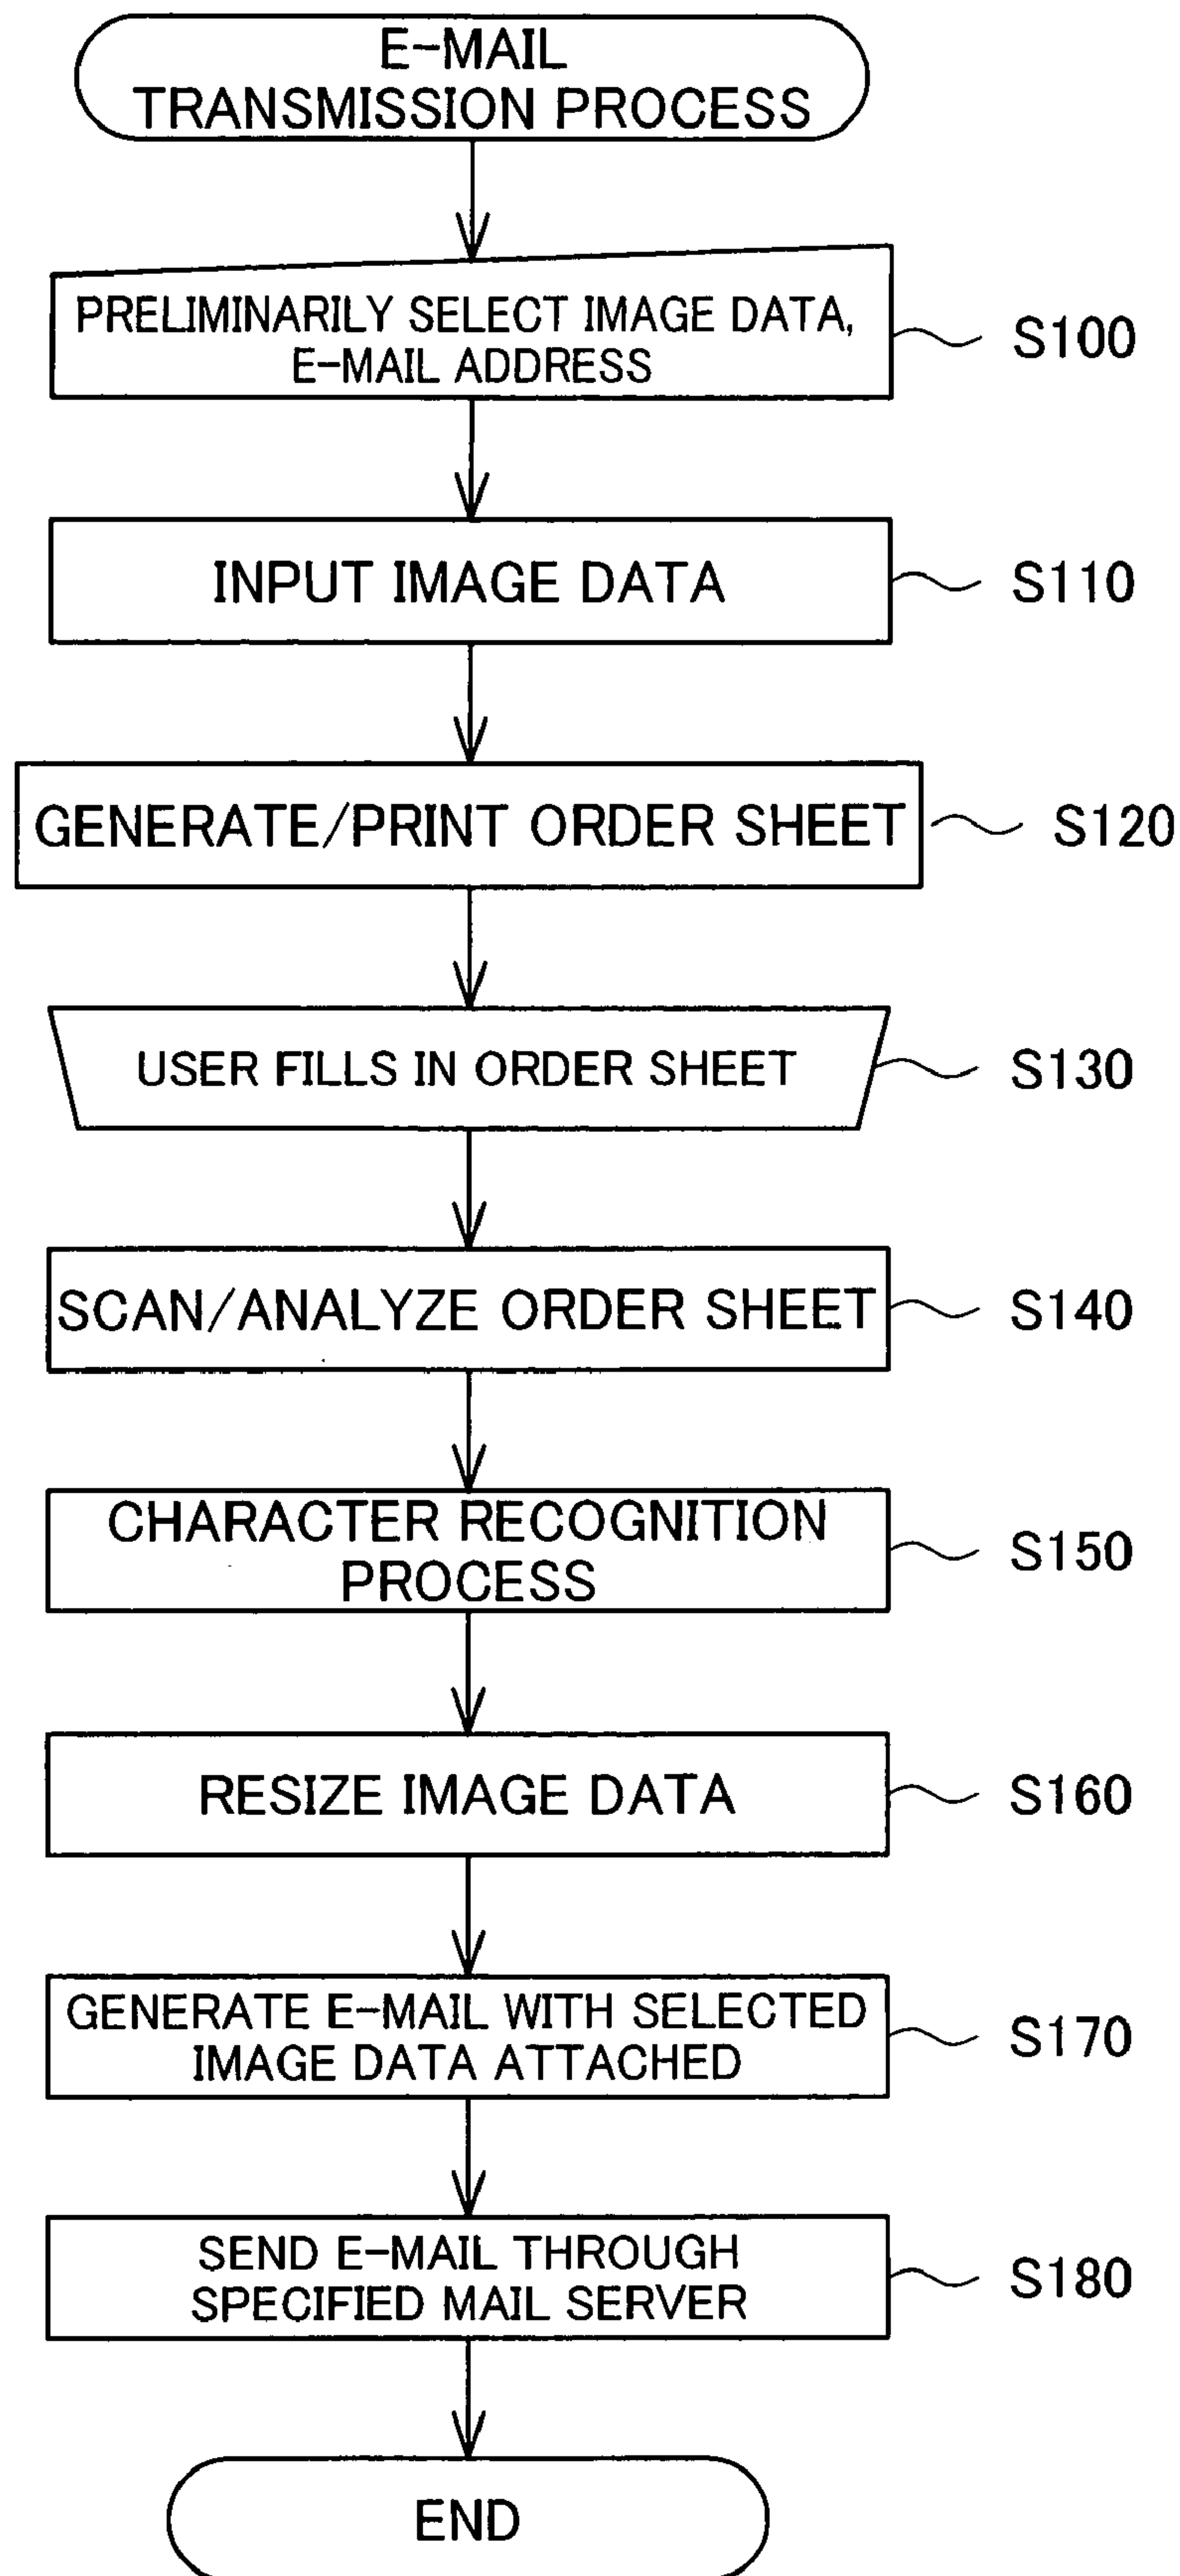 E-MAIL
TRANSMISSION PROCESS
PRELIMINARILY SELECT IMAGE DATA,
E-MAIL ADDRESS
S100
INPUT IMAGE DATA
S110
GENERATE/PRINT ORDER SHEET
S120
USER FILLS IN ORDER SHEET
S130
SCAN/ANALYZE ORDER SHEET
S140
CHARACTER RECOGNITION
PROCESS
S150
RESIZE IMAGE DATA
S160
GENERATE E-MAIL WITH SELECTED
IMAGE DATA ATTACHED
S170
SEND E-MAIL THROUGH
SPECIFIED MAIL SERVER
S180
END